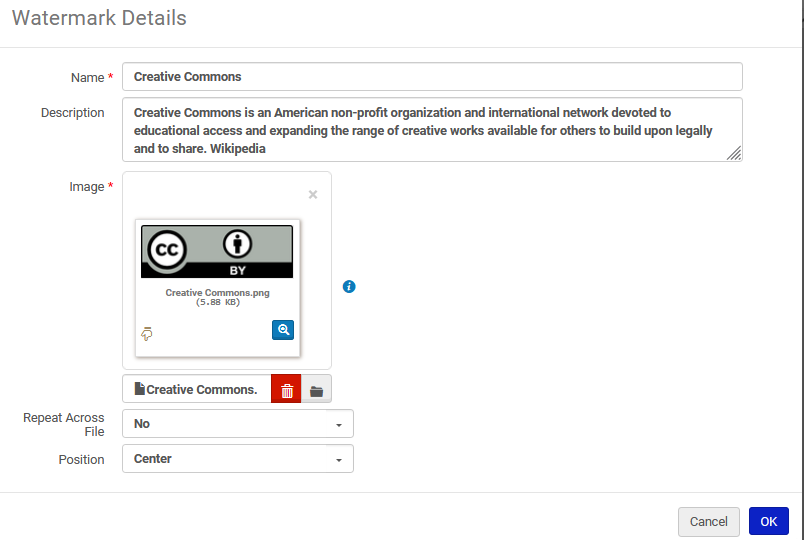 Watermark Details
Name *
Creative Commons
Description
Creative Commons is an American non-profit organization and international network devoted to
educational access and expanding the range of creative works available for others to build upon legally
and to share. Wikipedia
Image *
×
CC
BY
Creative Commons.png
(5.88 KB)
i
Creative Commons.
Repeat Across
File
No
Position
Center
Cancel
OK